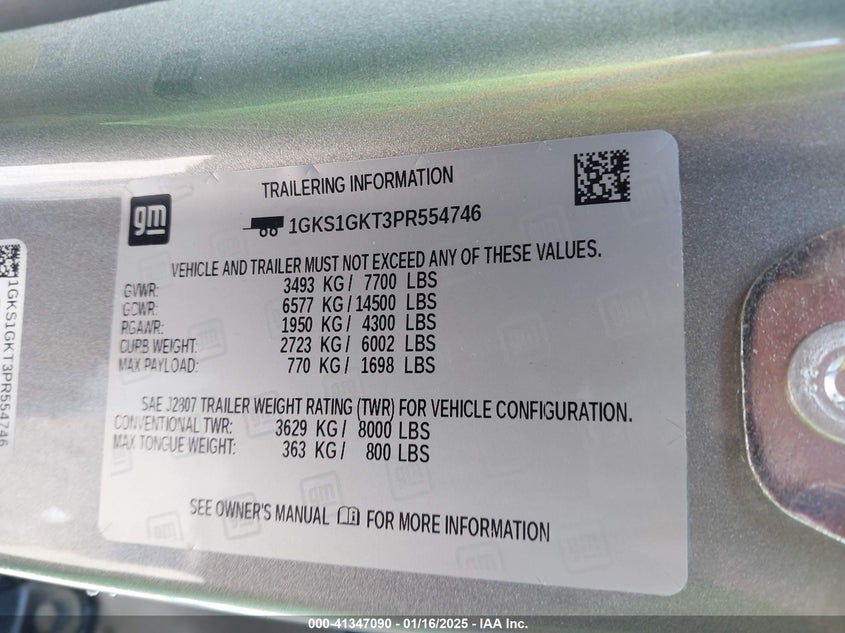 TRAILERING INFORMATION
gm
1GKS1GKT3PR554746
VEHICLE AND TRAILER MUST NOT EXCEED ANY OF THESE VALUES.
GVWR: 3493 KG/ 7700 LBS
GCWR: 6577 KG/14500 LBS
RGAWR: 1950 KG/ 4300 LBS
CURB WEIGHT: 2723 KG/ 6002 LBS
MAX PAYLOAD: 770 KG/ 1698 LBS
SAE J2807 TRAILER WEIGHT RATING (TWR) FOR VEHICLE CONFIGURATION.
CONVENTIONAL TWR: 3629 KG/ 8000 LBS
MAX TONGUE WEIGHT: 363 KG/ 800 LBS
SEE OWNER'S MANUAL FOR MORE INFORMATION
1GKS1GKT3PR554746
000-41347090 - 01/16/2025 - IAA Inc.